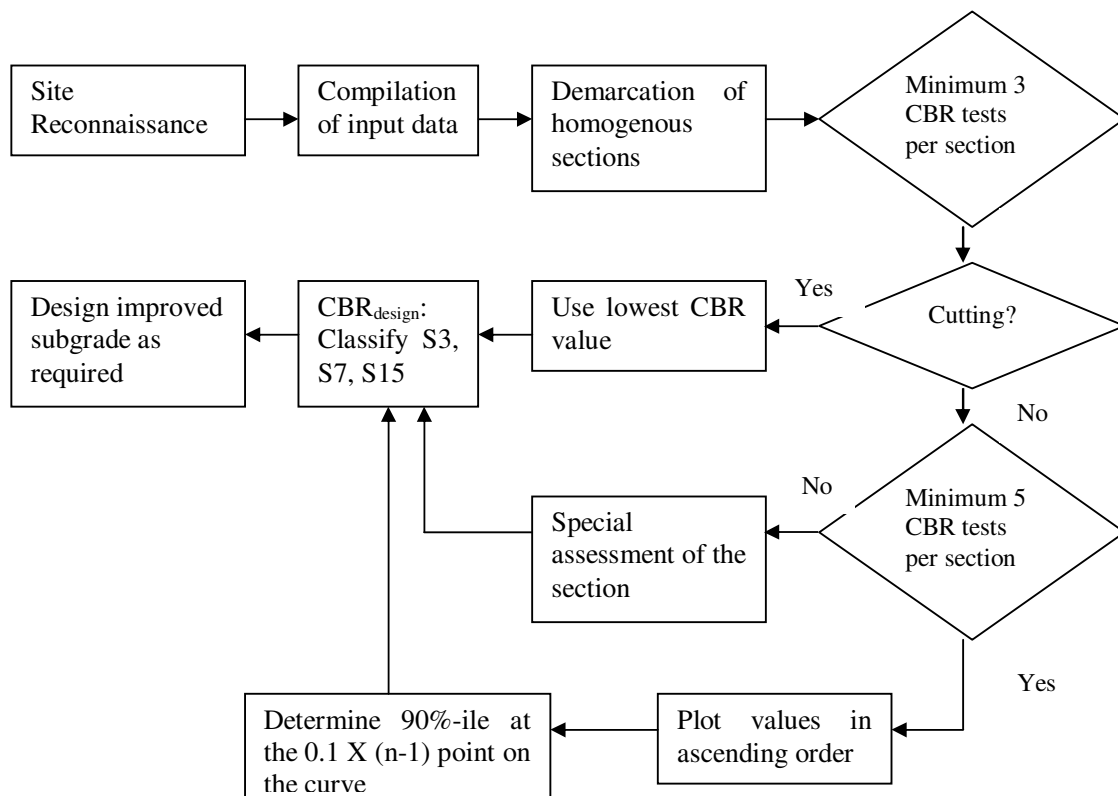 Site
Reconnaissance
Compilation
of input data
Demarcation of
homogenous
sections
Minimum 3
CBR tests
per section
Cutting?
Yes
Use lowest CBR
value
CBRdesign:
Classify S3,
S7, S15
Design improved
subgrade as
required
No
Minimum 5
CBR tests
per section
No
Special
assessment of the
section
Yes
Plot values in
ascending order
Determine 90%-ile at
the 0.1 X (n-1) point on
the curve